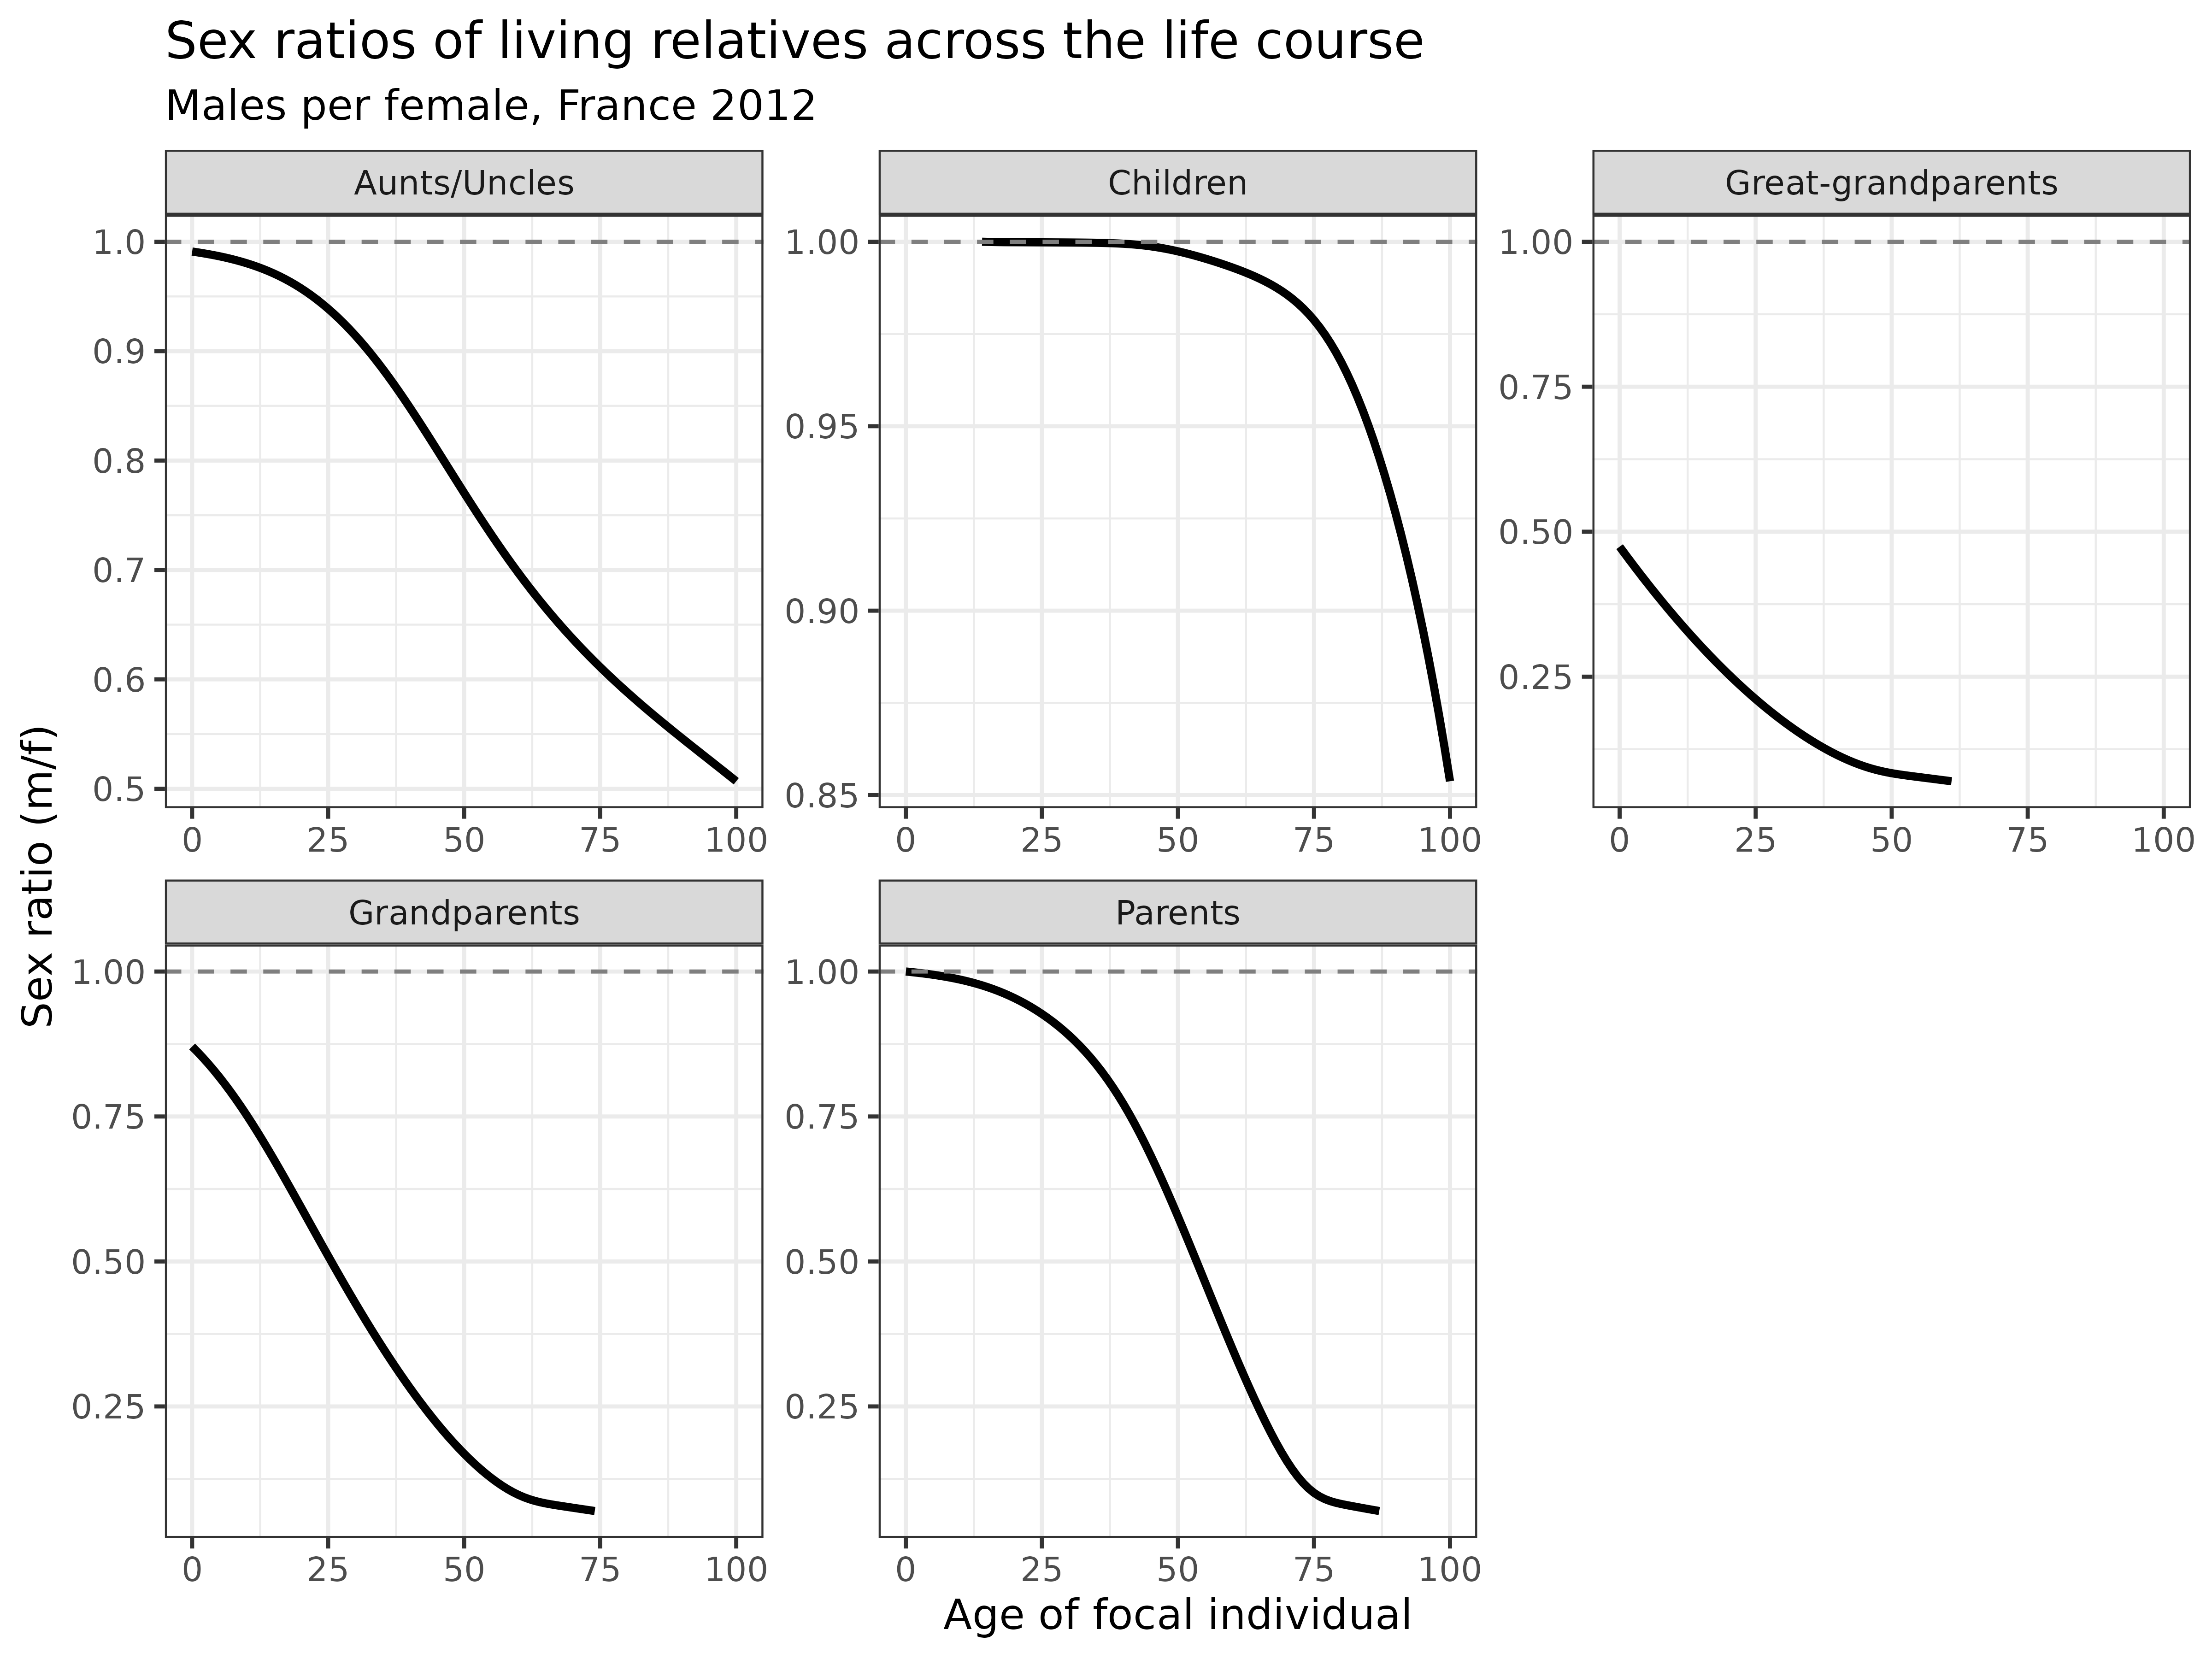 Sex ratios of living relatives across the life course
Males per female, France 2012
Aunts/Uncles
1.0
0.9
0.8
0.7
0.6
0.5
0 25 50 75 100
Children
1.00
0.95
0.90
0.85
0 25 50 75 100
Great-grandparents
1.00
0.75
0.50
0.25
0 25 50 75 100
Grandparents
1.00
0.75
0.50
0.25
0 25 50 75 100
Parents
1.00
0.75
0.50
0.25
0 25 50 75 100
Sex ratio (m/f)
Age of focal individual